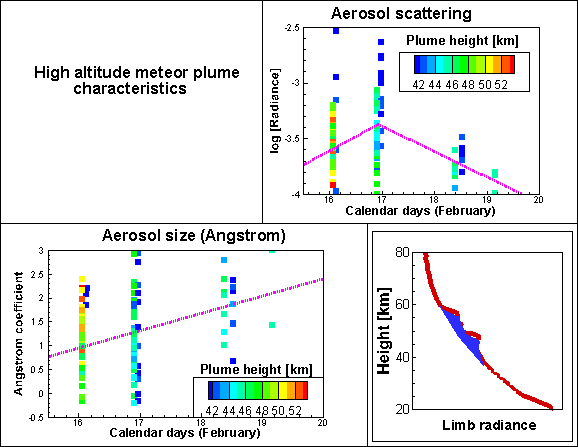 High altitude meteor plume
characteristics
Aerosol scattering
-2.5
-3
-3.5
-4
log [Radiance]
Plume height [km]
42 44 46 48 50 52
15 16 17 18 19 20
Calendar days (February)
Aerosol size (Angstrom)
3
2.5
2
1.5
1
0.5
0
-0.5
Angstrom coefficient
Plume height [km]
42 44 46 48 50 52
16 17 18 19 20
Calendar days (February)
80
60
40
20
Height [km]
Limb radiance